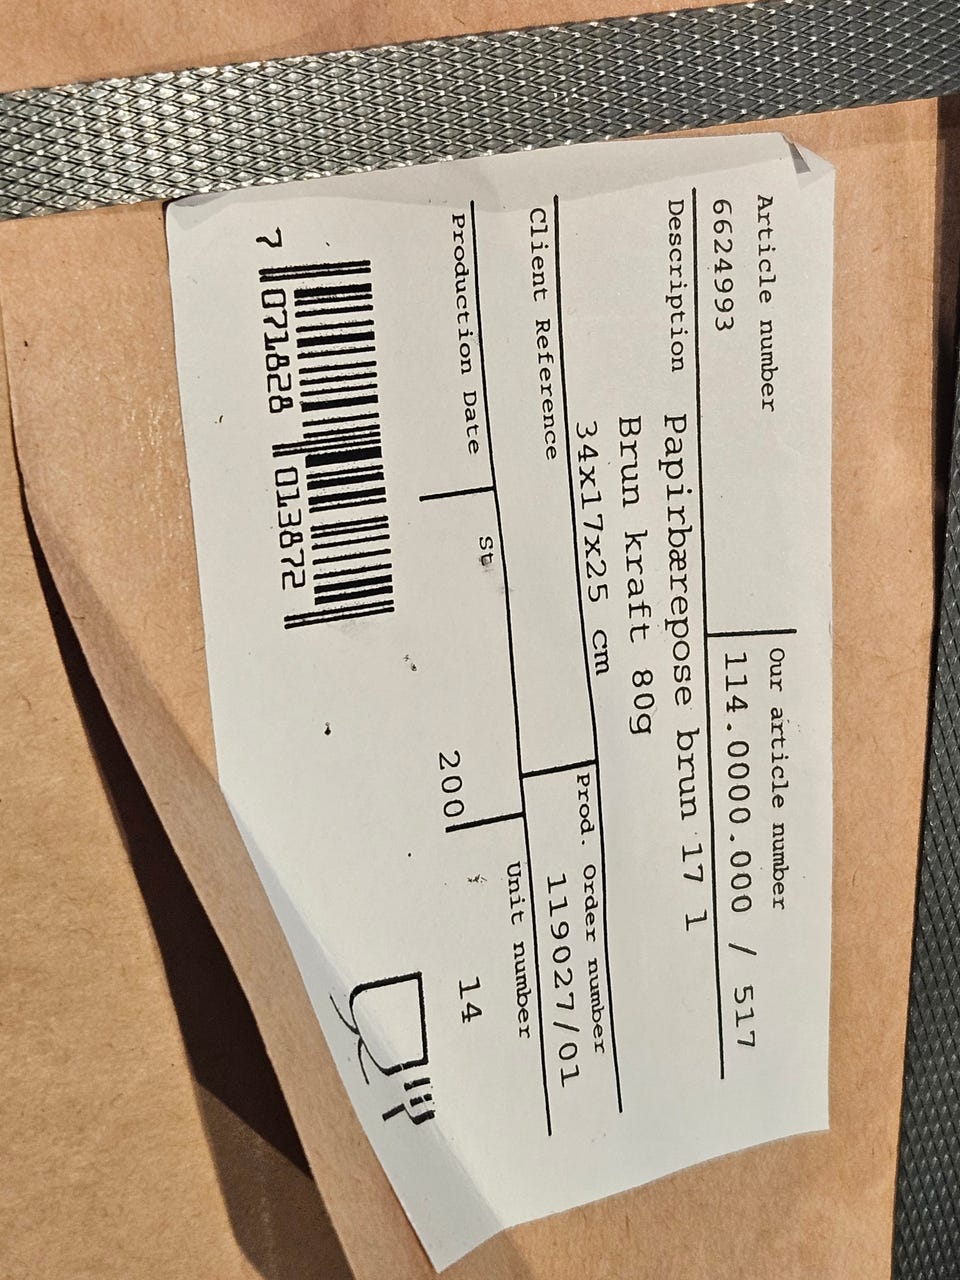 Article number
Our article number
6624993
114.0000.000 / 517
Description Papirbærepose brun 17 l
Brun kraft 80g
34x17x25 cm
Client Reference
Prod. Order number
119027/01
Production Date
St
Unit number
200
14
7 071828 013872